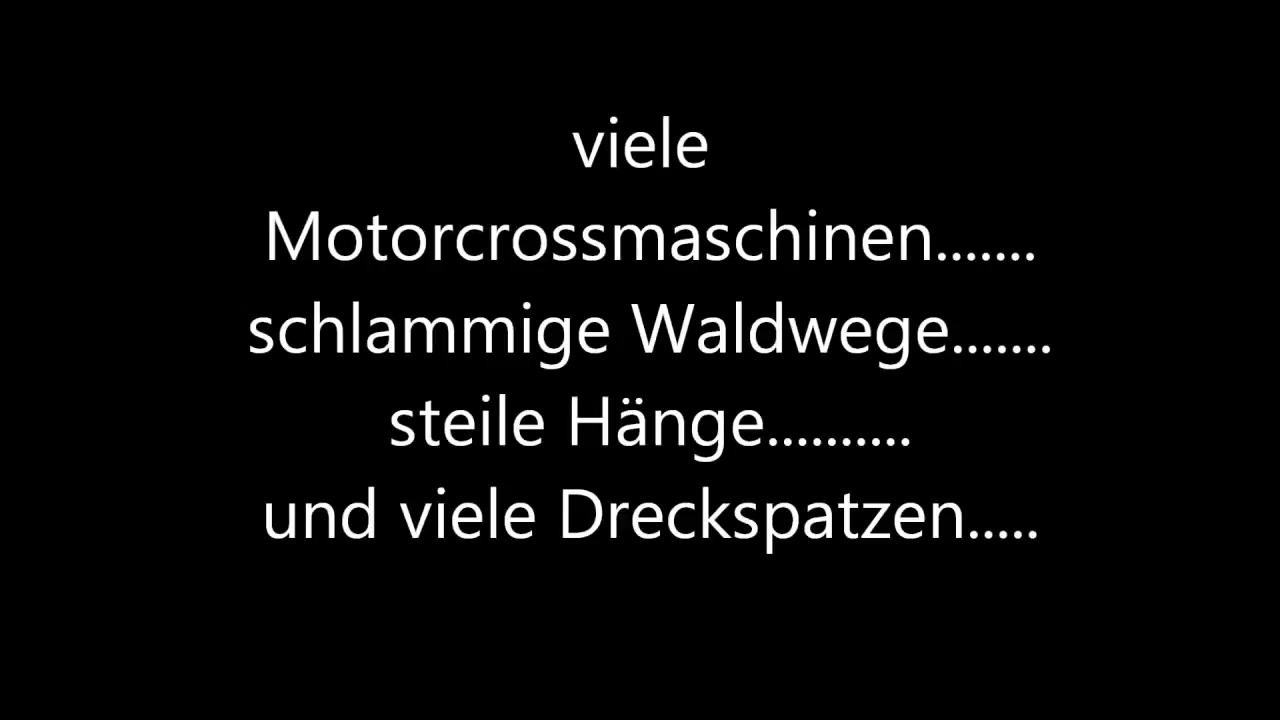 viele
Motorcrossmaschinen.......
schlammige Waldwege.......
steile Hänge..........
und viele Dreckspatzen.....